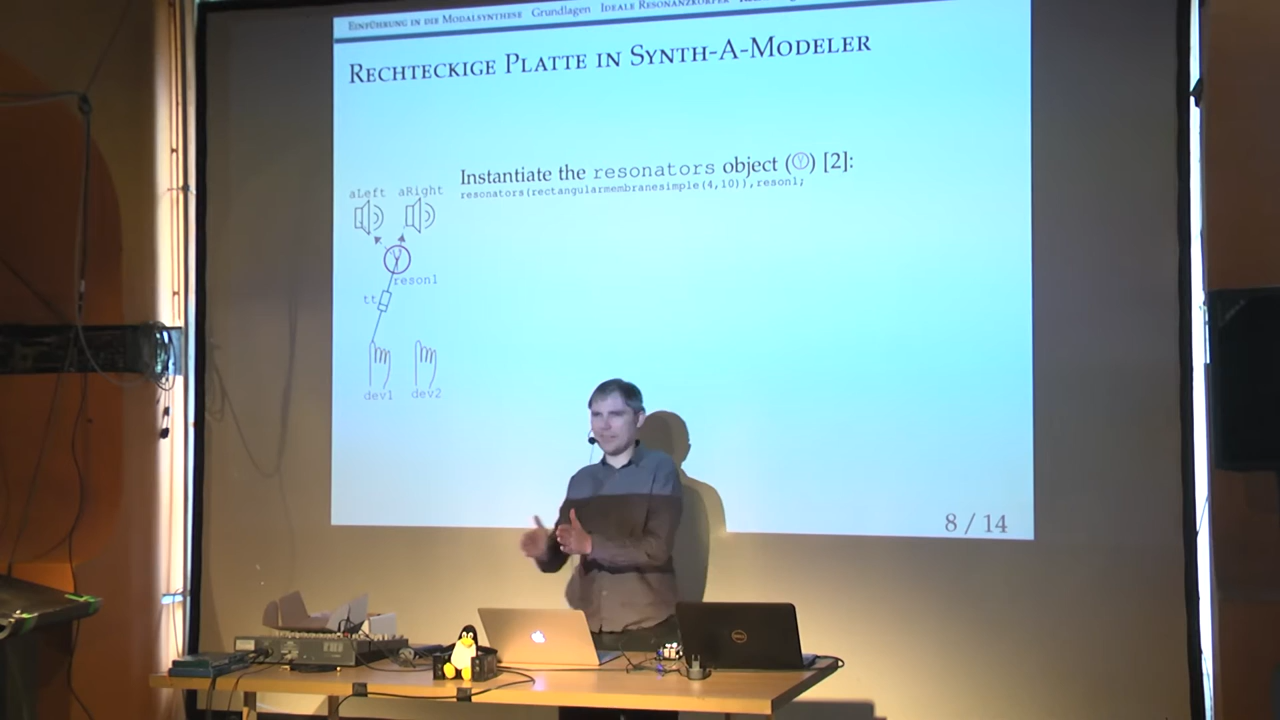 EINFÜHRUNG IN DIE MODALSYNTHESE Grundlagen IDEALE RESONANZKÖRPER
RECHTECKIGE PLATTE IN SYNTH-A-MODELER
Instantiate the resonators object (Y) [2]:
resonators(rectangularmembranesimple(4,10)),reson1;
aLeft aRight
Y
reson1
tt
dev1 dev2
8 / 14
DELL